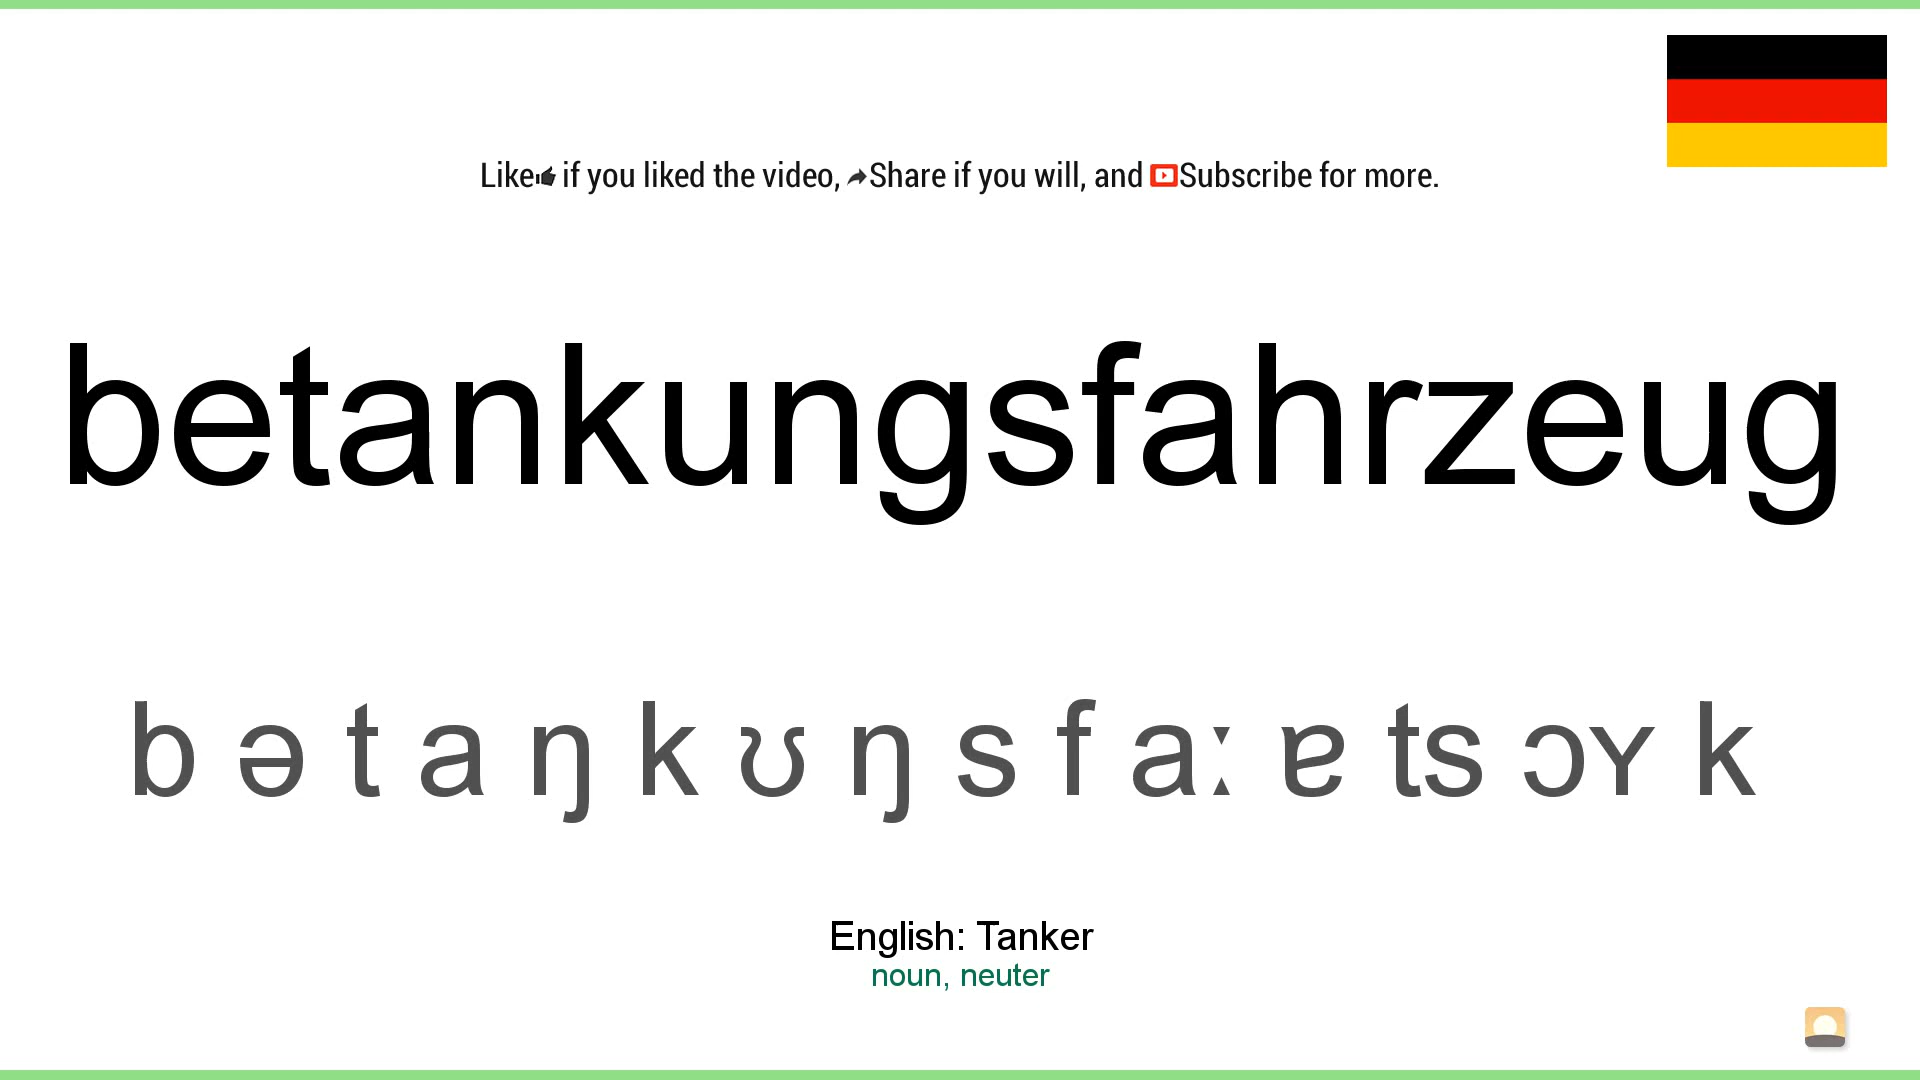 Like👍 if you liked the video, ➦Share if you will, and ▶Subscribe for more.
betankungsfahrzeug
b ə t a ŋ k ʊ ŋ s f aː ɐ ʦ ɔʏ k
English: Tanker
noun, neuter